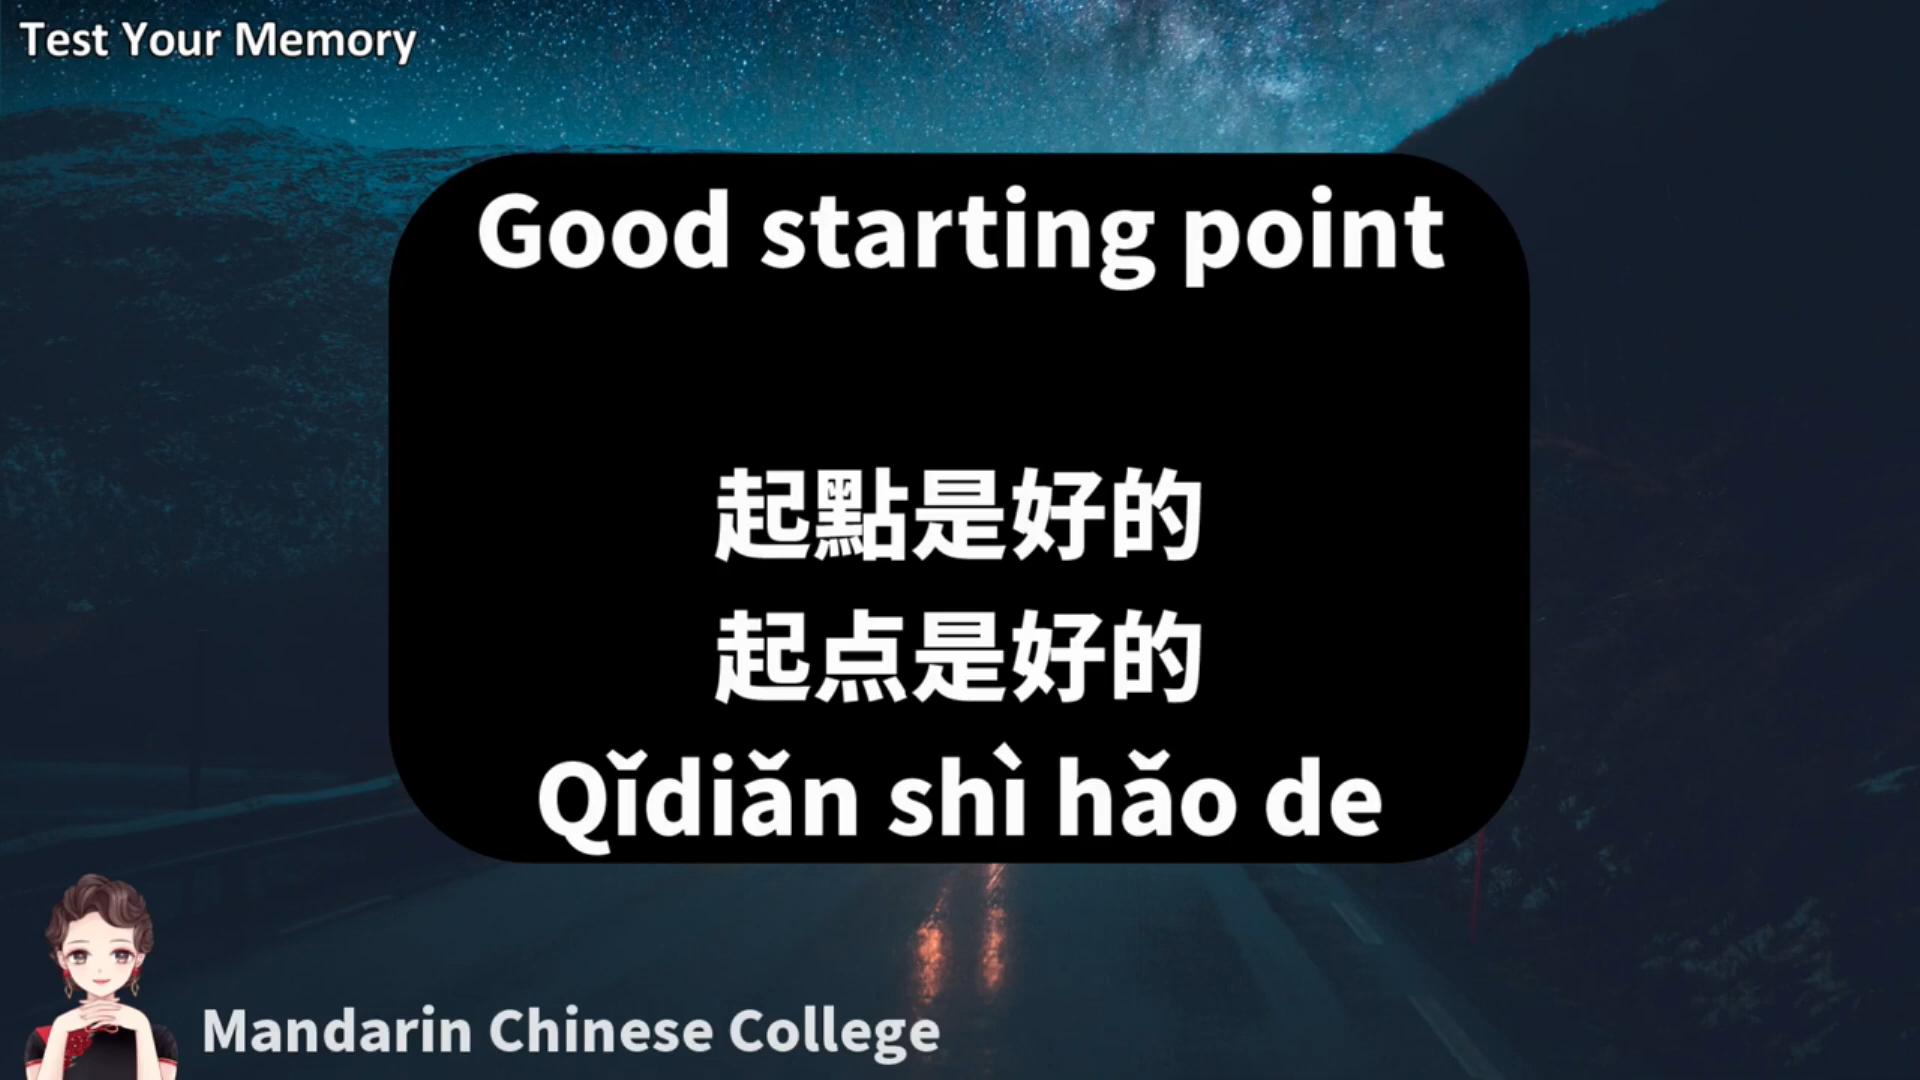 Test Your Memory
Good starting point
起點是好的
起点是好的
Qǐdiǎn shì hǎo de
Mandarin Chinese College